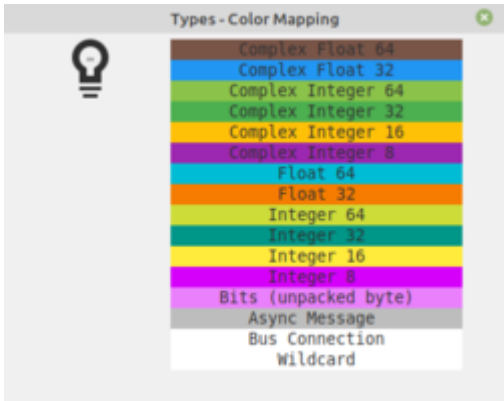 Types - Color Mapping
Complex Float 64
Complex Float 32
Complex Integer 64
Complex Integer 32
Complex Integer 16
Complex Integer 8
Float 64
Float 32
Integer 64
Integer 32
Integer 16
Integer 8
Bits (unpacked byte)
Async Message
Bus Connection
Wildcard